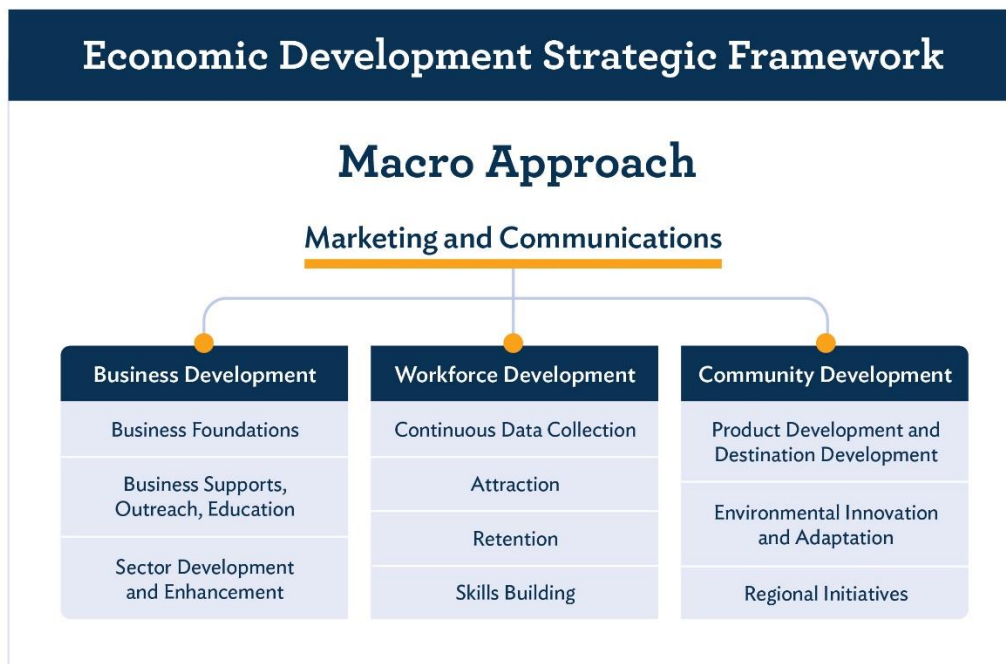 Economic Development Strategic Framework
Macro Approach
Marketing and Communications
Business Development
Business Foundations
Business Supports,
Outreach, Education
Sector Development
and Enhancement
Workforce Development
Continuous Data Collection
Attraction
Retention
Skills Building
Community Development
Product Development and
Destination Development
Environmental Innovation
and Adaptation
Regional Initiatives